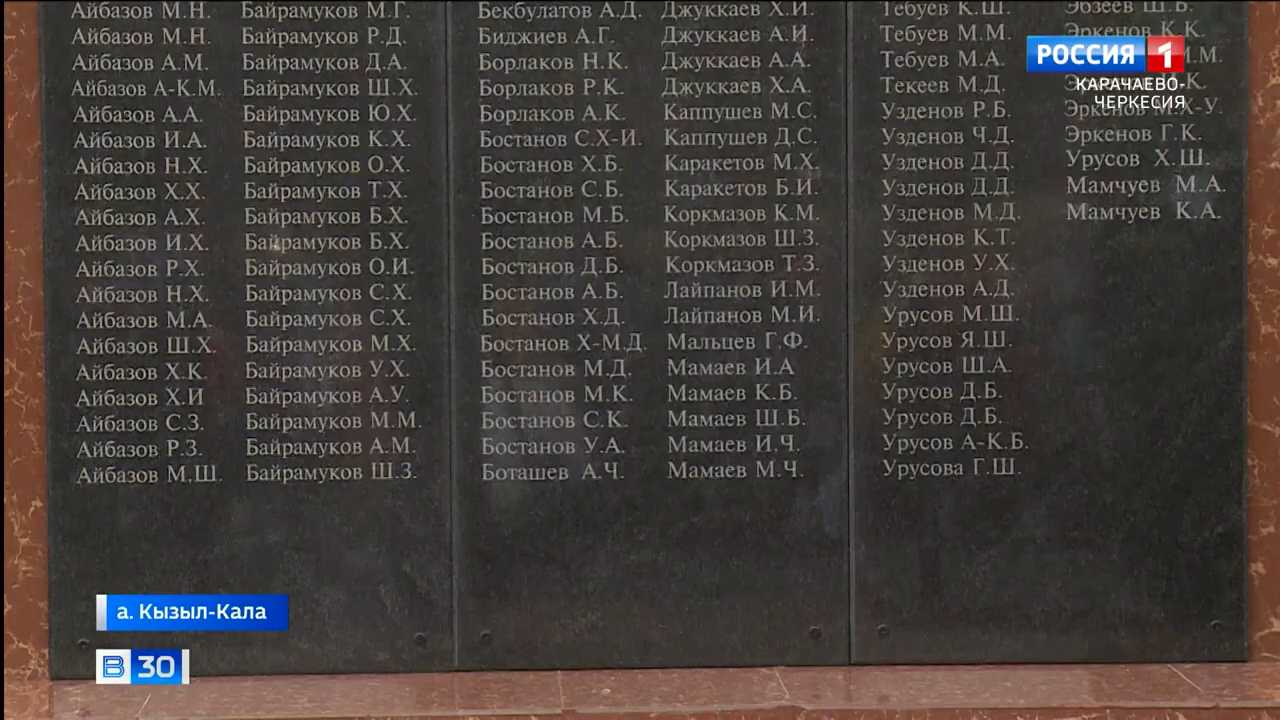 Айбазов М.Н.
Айбазов М.Н.
Айбазов А.М.
Айбазов А-К.М.
Айбазов А.А.
Айбазов И.А.
Айбазов Н.Х.
Айбазов Х.Х.
Айбазов А.Х.
Айбазов И.Х.
Айбазов Р.Х.
Айбазов Н.Х.
Айбазов М.А.
Айбазов Ш.Х.
Айбазов Х.К.
Айбазов Х.И
Айбазов С.З.
Айбазов Р.З.
Айбазов М.Ш.
Байрамуков М.Г.
Байрамуков Р.Д.
Байрамуков Д.А.
Байрамуков Ш.Х.
Байрамуков Ю.Х.
Байрамуков К.Х.
Байрамуков О.Х.
Байрамуков Т.Х.
Байрамуков Б.Х.
Байрамуков Б.Х.
Байрамуков О.И.
Байрамуков С.Х.
Байрамуков С.Х.
Байрамуков М.Х.
Байрамуков У.Х.
Байрамуков А.У.
Байрамуков М.М.
Байрамуков А.М.
Байрамуков Ш.З.
Бекбулатов А.Д.
Биджиев А.Г.
Борлаков Н.К.
Борлаков Р.К.
Борлаков А.К.
Бостанов С.Х-И.
Бостанов Х.Б.
Бостанов С.Б.
Бостанов М.Б.
Бостанов А.Б.
Бостанов Д.Б.
Бостанов А.Б.
Бостанов Х.Д.
Бостанов Х-М.Д.
Бостанов М.Д.
Бостанов М.К.
Бостанов С.К.
Бостанов У.А.
Боташев А.Ч.
Джуккаев Х.И.
Джуккаев А.И.
Джуккаев А.А.
Джуккаев Х.А.
Каппушев М.С.
Каппушев Д.С.
Каракетов М.Х.
Каракетов Б.И.
Коркмазов К.М.
Коркмазов Ш.З.
Коркмазов Т.З.
Лайпанов И.М.
Лайпанов М.И.
Мальцев Г.Ф.
Мамаев И.А
Мамаев К.Б.
Мамаев Ш.Б.
Мамаев И.Ч.
Мамаев М.Ч.
Тебуев К.Ш.
Тебуев М.М.
Тебуев М.А.
Текеев М.Д.
Узденов Р.Б.
Узденов Ч.Д.
Узденов Д.Д.
Узденов Д.Д.
Узденов М.Д.
Узденов К.Т.
Узденов У.Х.
Узденов А.Д.
Урусов М.Ш.
Урусов Я.Ш.
Урусов Ш.А.
Урусов Д.Б.
Урусов Д.Б.
Урусов А-К.Б.
Урусова Г.Ш.
Эбзеев Ш.Б.
Эркенов К.К.
Эркенов М.Х-У.
Эркенов Г.К.
Урусов Х.Ш.
Мамчуев М.А.
Мамчуев К.А.
РОССИЯ 1
КАРАЧАЕВО-
ЧЕРКЕСИЯ
а. Кызыл-Кала
В 30